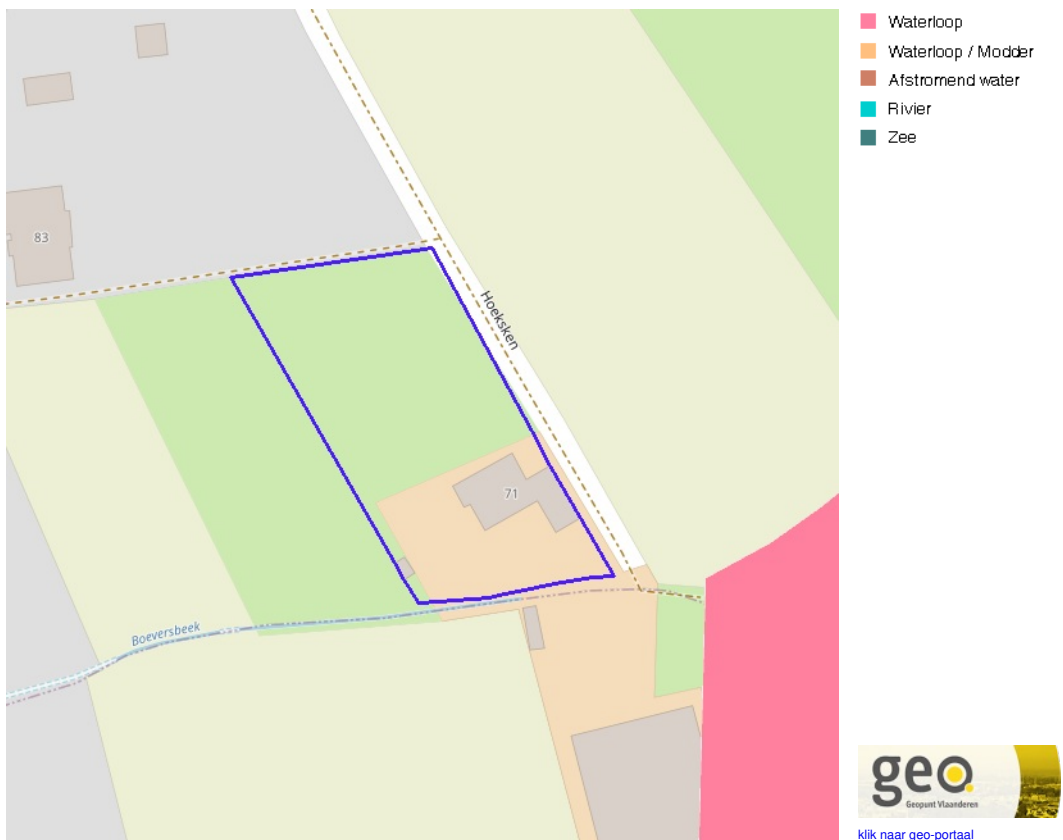 Waterloop
Waterloop / Modder
Afstromend water
Rivier
Zee
83
Hoeksken
71
Boeversbeek
geo.
Geopunt Vlaanderen
klik naar geo-portaal